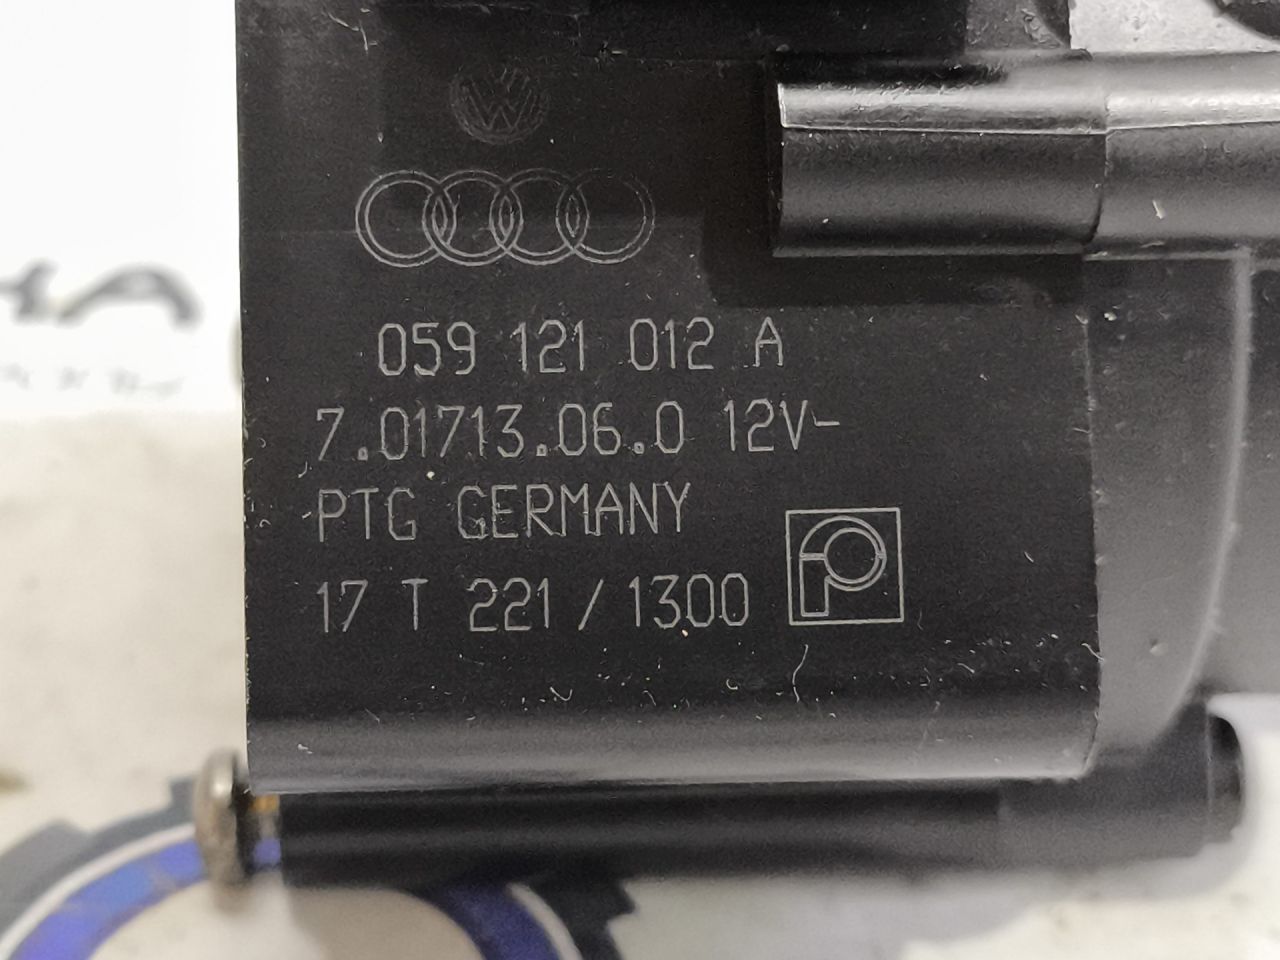 059 121 012 A
7.01713.06.0 12V-
PTG GERMANY
17 T 221 / 1300